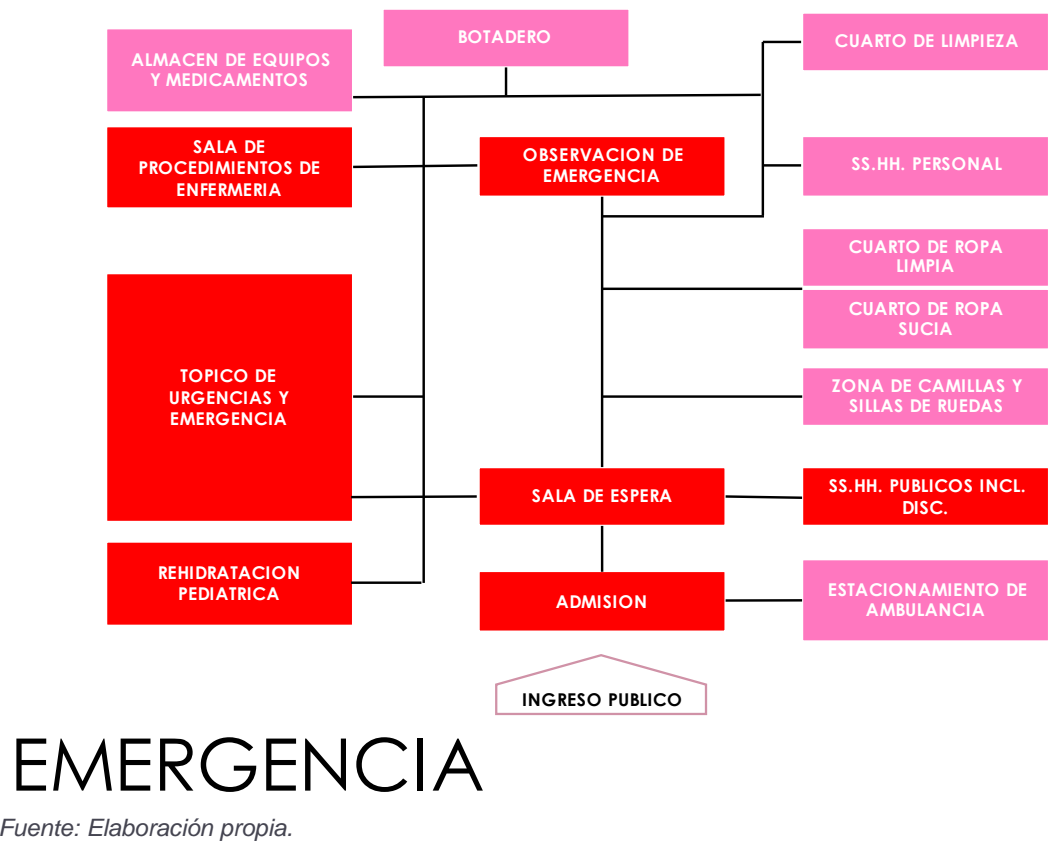 BOTADERO
CUARTO DE LIMPIEZA
ALMACEN DE EQUIPOS
Y MEDICAMENTOS
SALA DE
PROCEDIMIENTOS DE
ENFERMERIA
OBSERVACION DE
EMERGENCIA
SS.HH. PERSONAL
CUARTO DE ROPA
LIMPIA
CUARTO DE ROPA
SUCIA
TOPICO DE
URGENCIAS Y
EMERGENCIA
ZONA DE CAMILLAS Y
SILLAS DE RUEDAS
SALA DE ESPERA
SS.HH. PUBLICOS INCL.
DISC.
REHIDRATACION
PEDIATRICA
ADMISION
ESTACIONAMIENTO DE
AMBULANCIA
INGRESO PUBLICO
EMERGENCIA
Fuente: Elaboración propia.